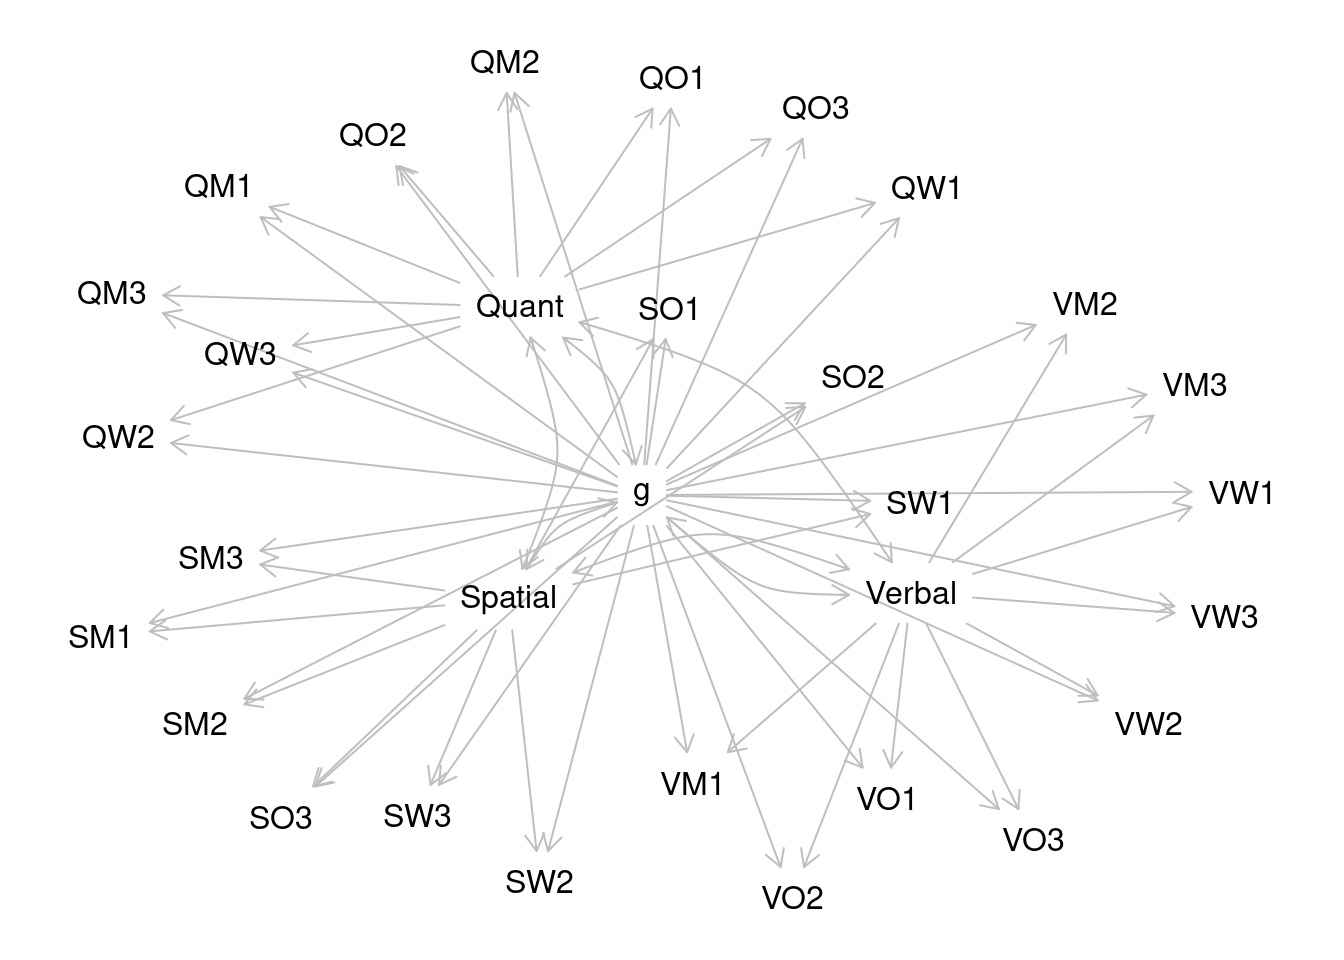 QM2
QO1
QO3
QO2
QM1
QW1
QM3
Quant
SO1
VM2
QW3
SO2
VM3
QW2
g
SW1
VW1
SM3
Spatial
Verbal
VW3
SM1
SM2
VW2
VM1
VO1
SO3
SW3
VO3
SW2
VO2